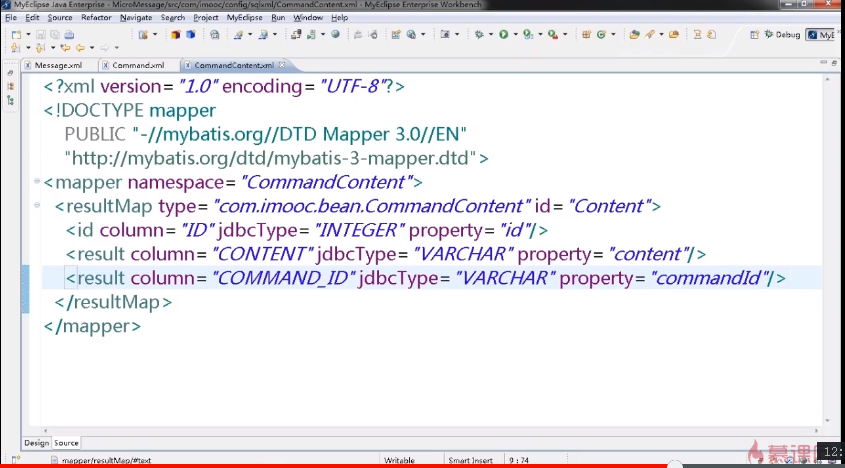 MyEclipse Java Enterprise - MicroMessage/src/com/imooc/config/sqlxml/CommandContent.xml - MyEclipse Enterprise Workbench
File Edit Source Refactor Navigate Search Project MyEclipse Run Window Help
Debug MyE
Message.xml Command.xml CommandContent.xml
<?xml version="1.0" encoding="UTF-8"?>
<!DOCTYPE mapper
PUBLIC "-//mybatis.org//DTD Mapper 3.0//EN"
"http://mybatis.org/dtd/mybatis-3-mapper.dtd">
<mapper namespace="CommandContent">
<resultMap type="com.imooc.bean.CommandContent" id="Content">
<id column="ID" jdbcType="INTEGER" property="id"/>
<result column="CONTENT" jdbcType="VARCHAR" property="content"/>
<result column="COMMAND_ID" jdbcType="VARCHAR" property="commandId"/>
</resultMap>
</mapper>
Design Source
mapper/resultMap/#text Writable Smart Insert 9 : 74
慕课
12: